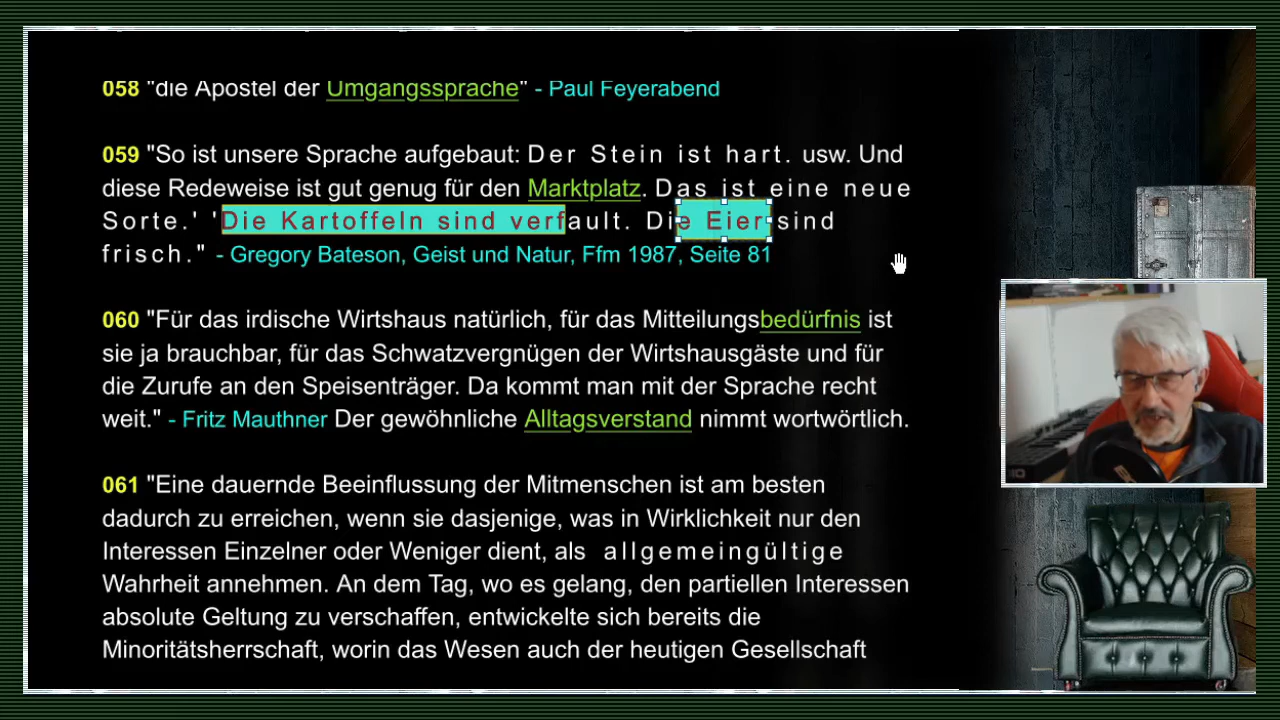 058 "die Apostel der Umgangssprache" - Paul Feyerabend
059 "So ist unsere Sprache aufgebaut: Der Stein ist hart. usw. Und
diese Redeweise ist gut genug für den Marktplatz. Das ist eine neue
Sorte.' 'Die Kartoffeln sind verfault. Die Eier sind
frisch." - Gregory Bateson, Geist und Natur, Ffm 1987, Seite 81
060 "Für das irdische Wirtshaus natürlich, für das Mitteilungsbedürfnis ist
sie ja brauchbar, für das Schwatzvergnügen der Wirtshausgäste und für
die Zurufe an den Speisenträger. Da kommt man mit der Sprache recht
weit." - Fritz Mauthner Der gewöhnliche Alltagsverstand nimmt wortwörtlich.
061 "Eine dauernde Beeinflussung der Mitmenschen ist am besten
dadurch zu erreichen, wenn sie dasjenige, was in Wirklichkeit nur den
Interessen Einzelner oder Weniger dient, als allgemeingültige
Wahrheit annehmen. An dem Tag, wo es gelang, den partiellen Interessen
absolute Geltung zu verschaffen, entwickelte sich bereits die
Minoritätsherrschaft, worin das Wesen auch der heutigen Gesellschaft